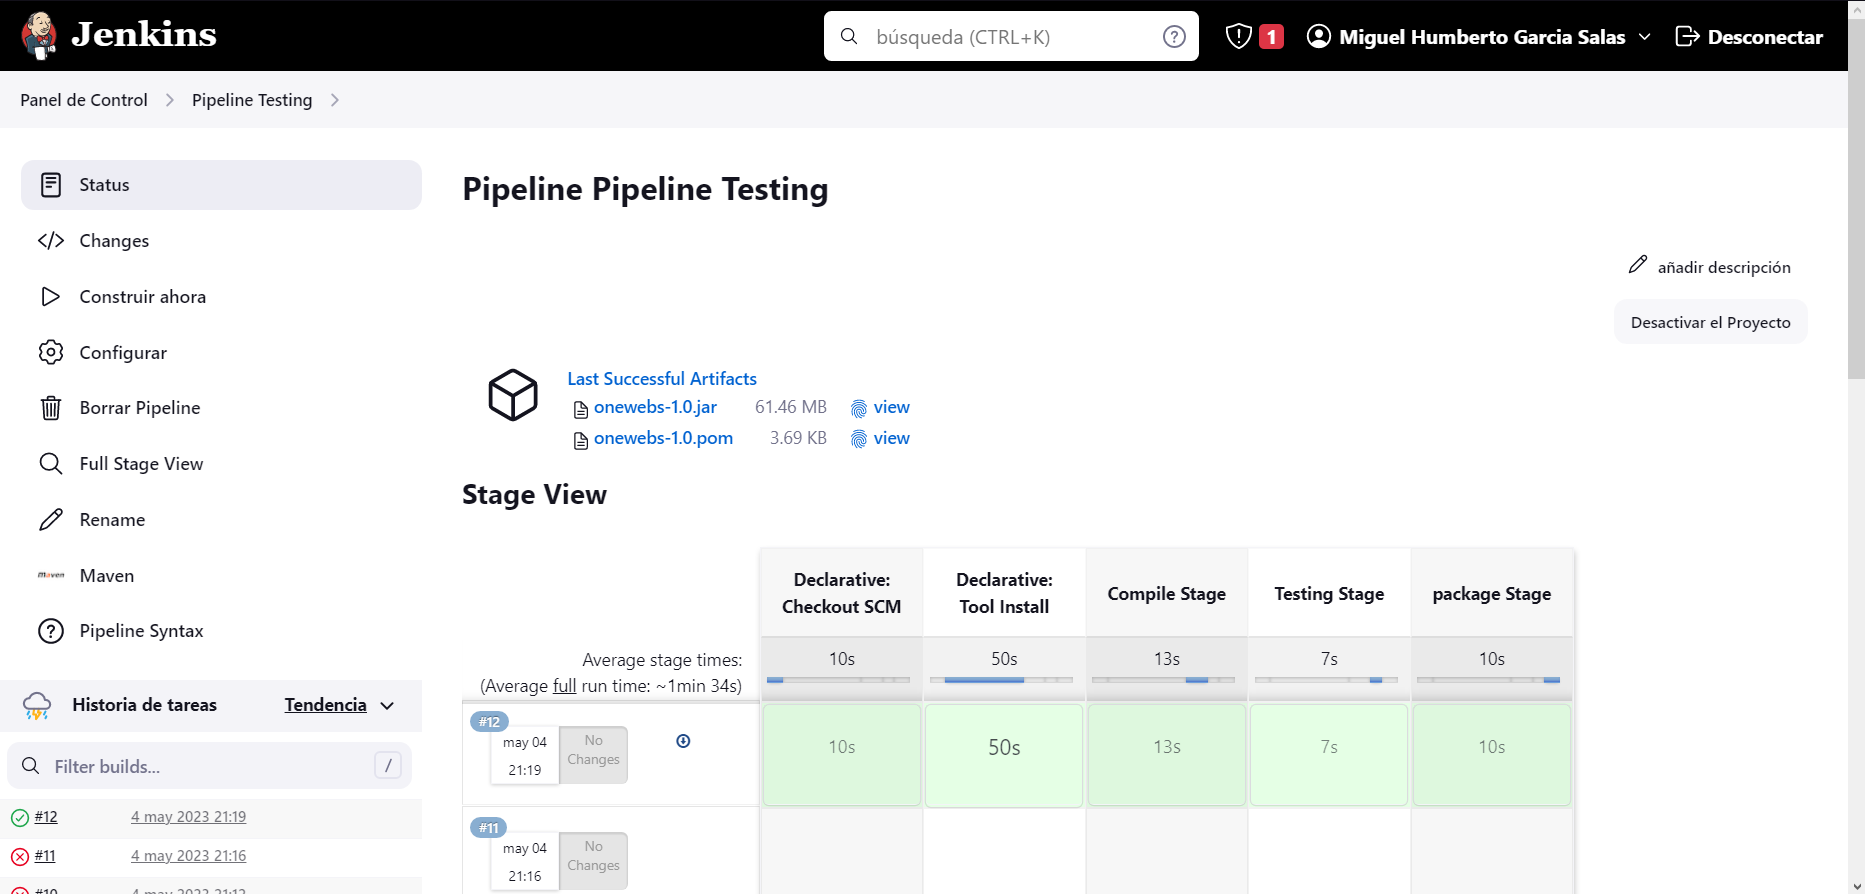 Jenkins
búsqueda (CTRL+K)
?
1
Miguel Humberto Garcia Salas
Desconectar
Panel de Control
Pipeline Testing
Status
Changes
Construir ahora
Configurar
Borrar Pipeline
Full Stage View
Rename
Maven
Maven
Pipeline Syntax
Historia de tareas
Tendencia
Filter builds...
/
#12 4 may 2023 21:19
#11 4 may 2023 21:16
#10 4 may 2023 21:12
Pipeline Pipeline Testing
añadir descripción
Desactivar el Proyecto
Last Successful Artifacts
onewebs-1.0.jar 61.46 MB view
onewebs-1.0.pom 3.69 KB view
Stage View
Declarative: Checkout SCM
Declarative: Tool Install
Compile Stage
Testing Stage
package Stage
Average stage times:
(Average full run time: ~1min 34s)
10s 50s 13s 7s 10s
#12
may 04
21:19
No Changes
10s 50s 13s 7s 10s
#11
may 04
21:16
No Changes